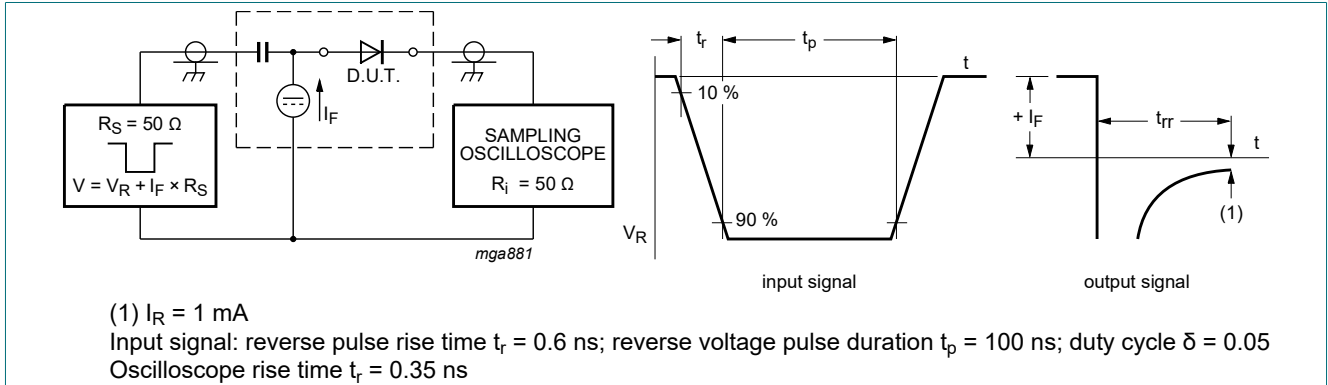 D.U.T.
I_F
R_S = 50 Ω
V = V_R + I_F × R_S
SAMPLING
OSCILLOSCOPE
R_i = 50 Ω
mga881
t_r
t_p
t
10 %
90 %
V_R
input signal
+ I_F
t_rr
t
(1)
output signal
(1) I_R = 1 mA
Input signal: reverse pulse rise time t_r = 0.6 ns; reverse voltage pulse duration t_p = 100 ns; duty cycle δ = 0.05
Oscilloscope rise time t_r = 0.35 ns